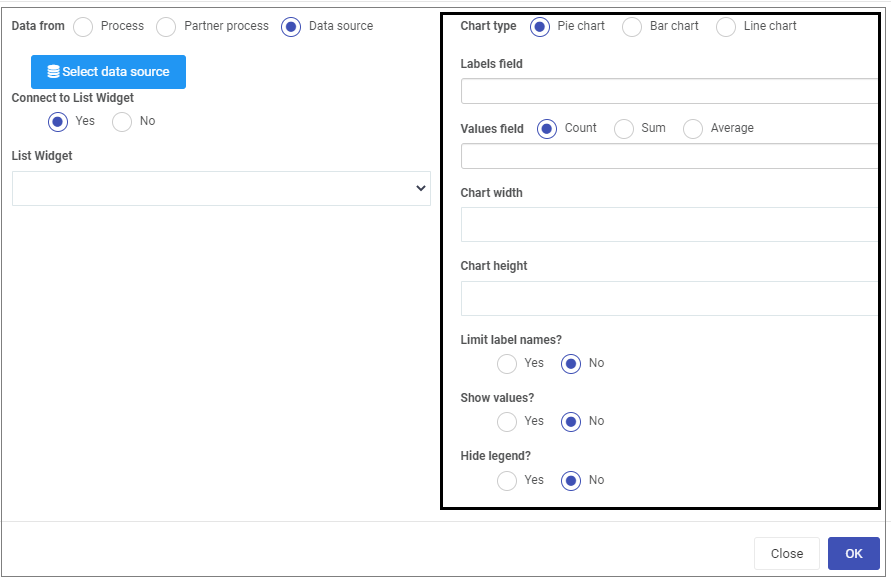 Data from Process Partner process Data source
Select data source
Connect to List Widget
Yes No
List Widget
Chart type Pie chart Bar chart Line chart
Labels field
Values field Count Sum Average
Chart width
Chart height
Limit label names?
Yes No
Show values?
Yes No
Hide legend?
Yes No
Close OK